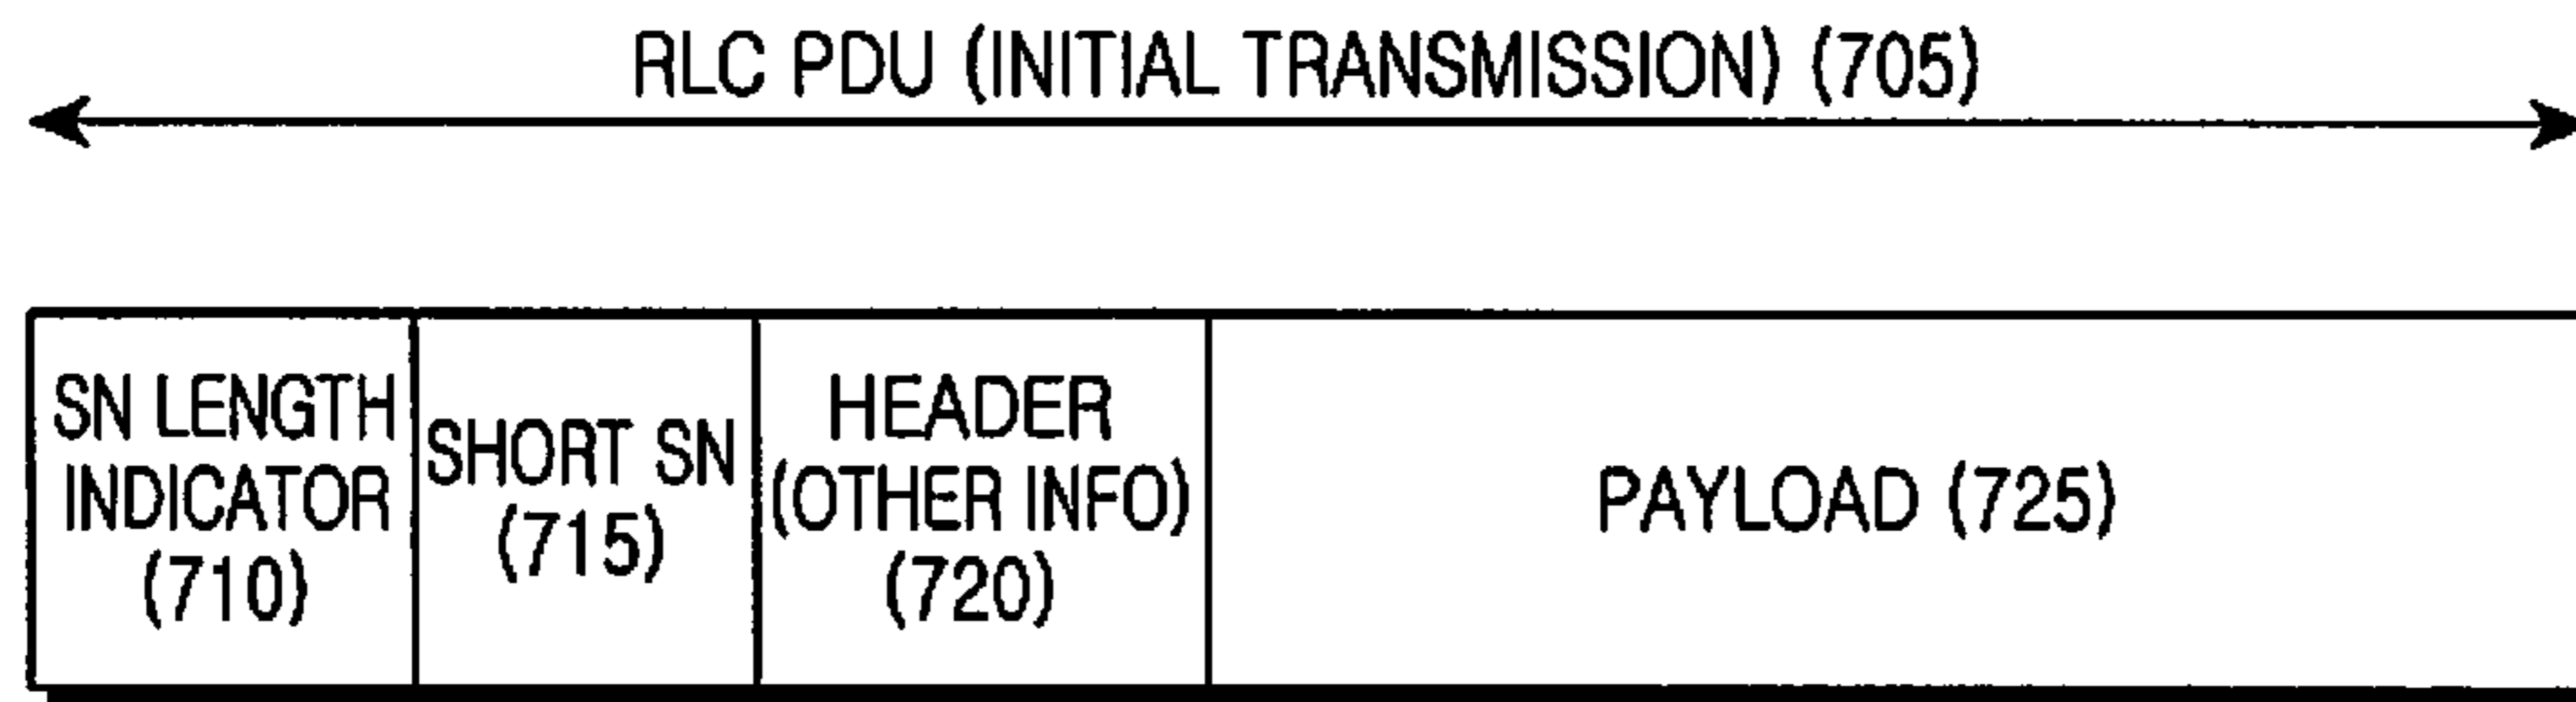 RLC PDU (INITIAL TRANSMISSION) (705)
SN LENGTH
INDICATOR
(710)
SHORT SN
(715)
HEADER
(OTHER INFO)
(720)
PAYLOAD (725)